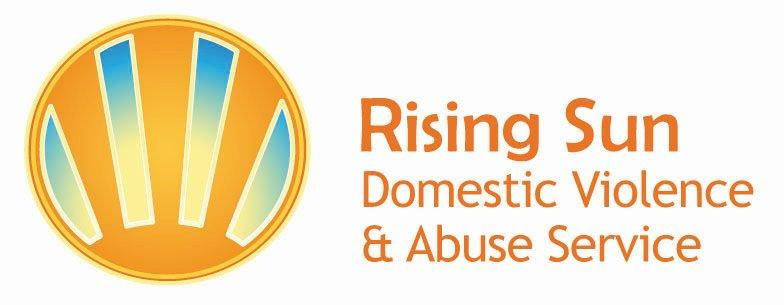 Rising Sun
Domestic Violence
& Abuse Service